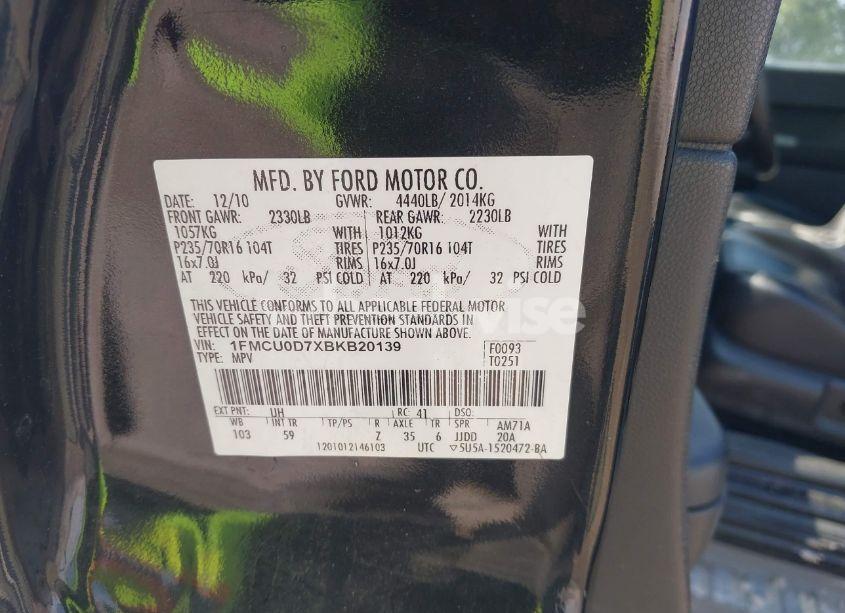 MFD. BY FORD MOTOR CO.
DATE: 12/10 GVWR: 4440LB/ 2014KG
FRONT GAWR: 2330LB REAR GAWR: 2230LB
1057KG WITH 1012KG WITH
P235/70R16 104T TIRES P235/70R16 104T TIRES
16x7.0J RIMS 16x7.0J RIMS
AT 220 kPa/ 32 PSI COLD AT 220 kPa/ 32 PSI COLD
THIS VEHICLE CONFORMS TO ALL APPLICABLE FEDERAL MOTOR
VEHICLE SAFETY AND THEFT PREVENTION STANDARDS IN
EFFECT ON THE DATE OF MANUFACTURE SHOWN ABOVE.
VIN: 1FMCU0D7XBKB20139 F0093
TYPE: MPV T0251
EXT PNT: UH RC: 41 DSO:
WB INT TR TP/PS R AXLE TR SPR AM71A
103 59 Z 35 6 JJDD 20A
1201012146103 UTC ▽5U5A-1520472-BA